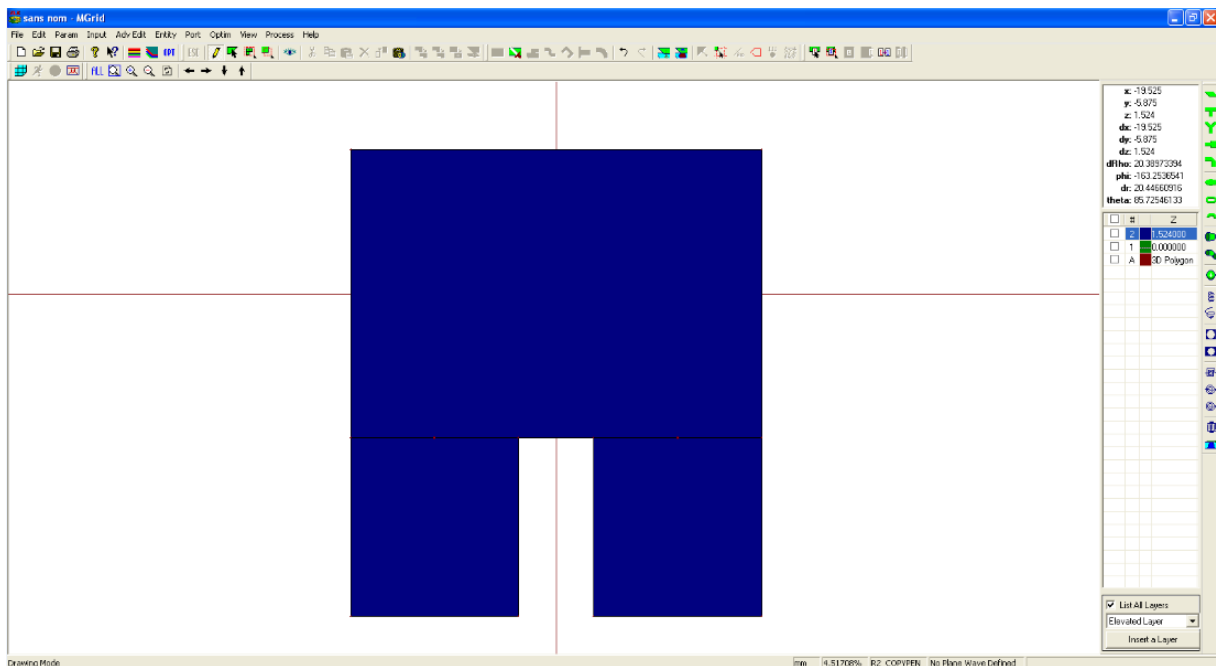 sans nom - MGrid
File Edit Param Input Adv Edit Entity Port Optim View Process Help
ALL
x: -19.525
y: -5.875
z: 1.524
dx: -19.525
dy: -5.875
dz: 1.524
dRho: 20.38973394
phi: -163.2536541
dr: 20.44660916
theta: 85.72546133
# Z
2 1.524000
1 0.000000
A 3D Polygon
List All Layers
Elevated Layer
Insert a Layer
Drawing Mode mm 4.51708% R2_COPYPEN No Plane Wave Defined